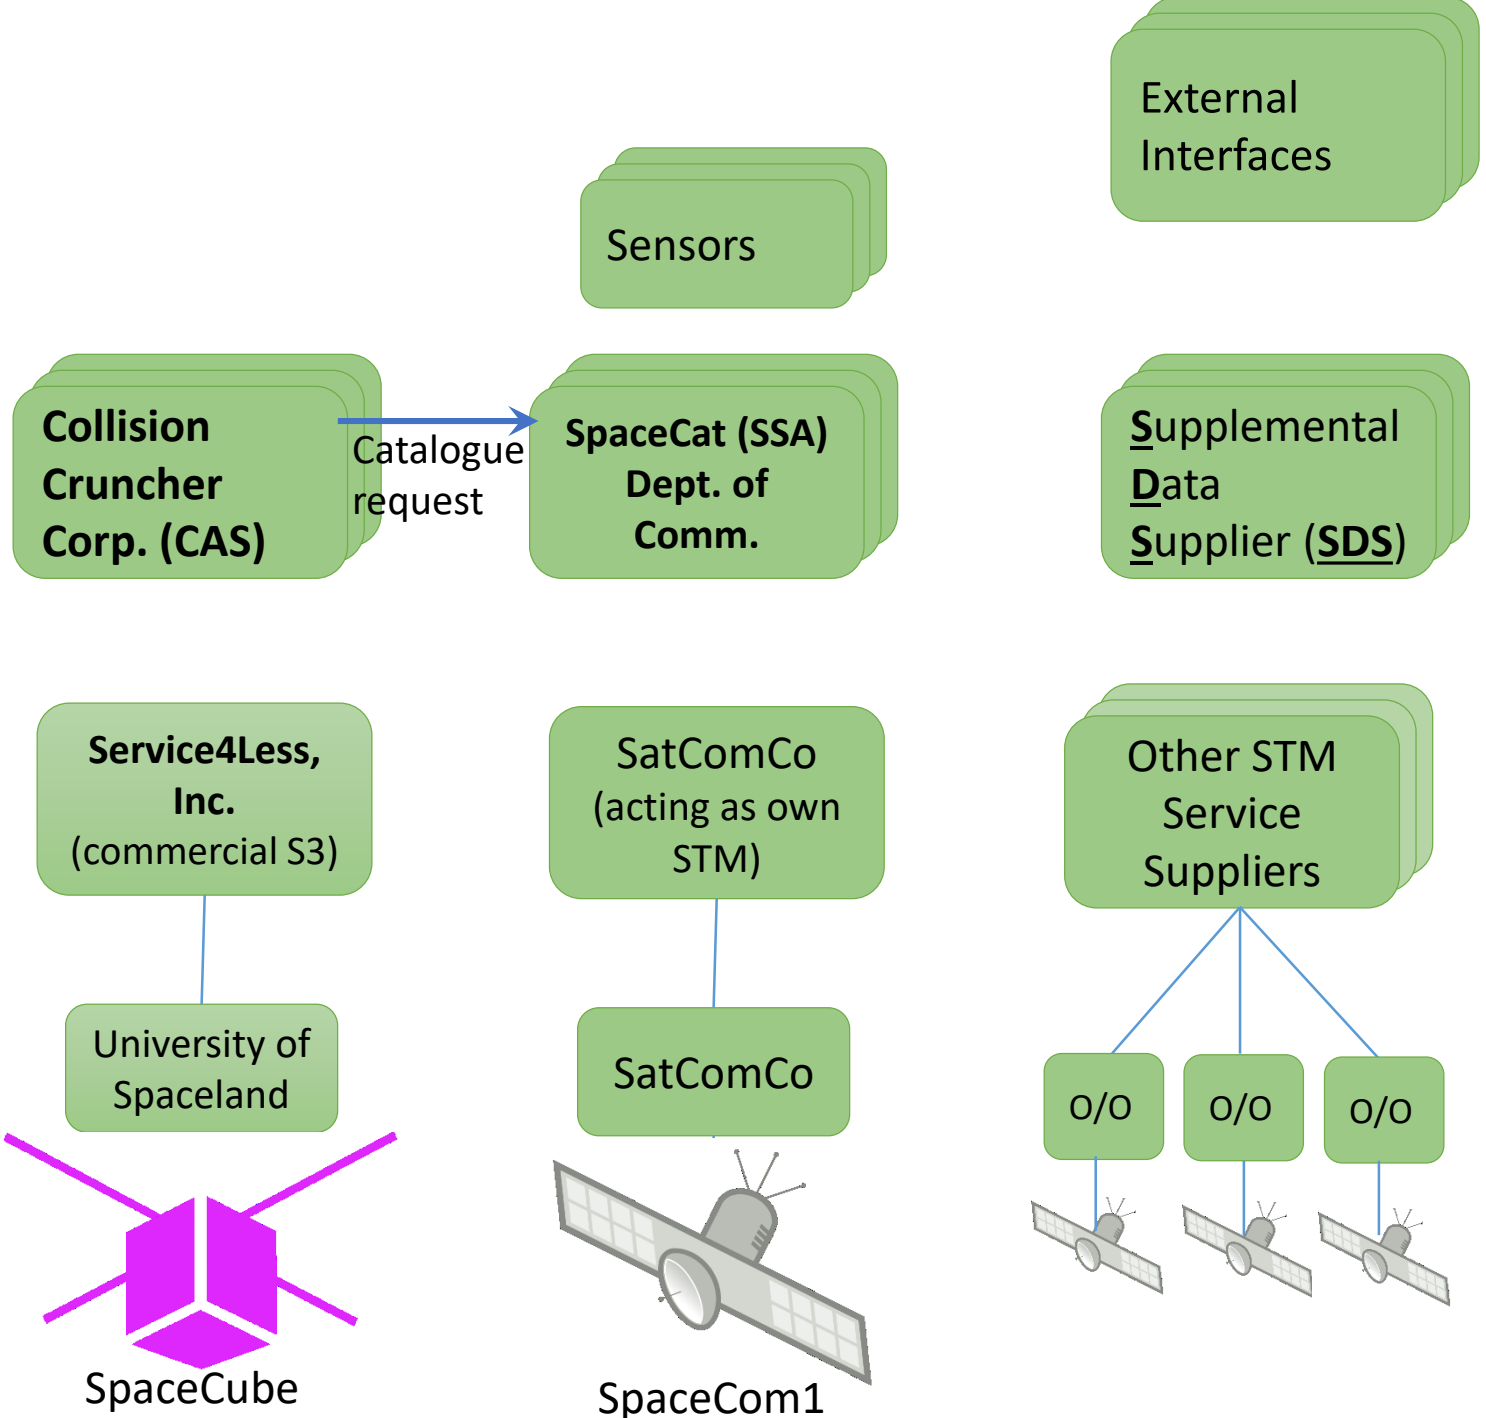 External
Interfaces
Sensors
Collision
Cruncher
Corp. (CAS)
Catalogue
request
SpaceCat (SSA)
Dept. of
Comm.
Supplemental
Data
Supplier (SDS)
Service4Less,
Inc.
(commercial S3)
SatComCo
(acting as own
STM)
Other STM
Service
Suppliers
University of
Spaceland
SatComCo
O/O
O/O
O/O
SpaceCube
SpaceCom1